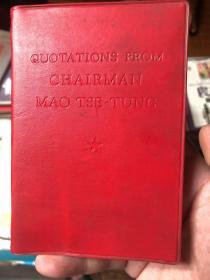 QUOTATIONS FROM
CHAIRMAN
MAO TSE-TUNG